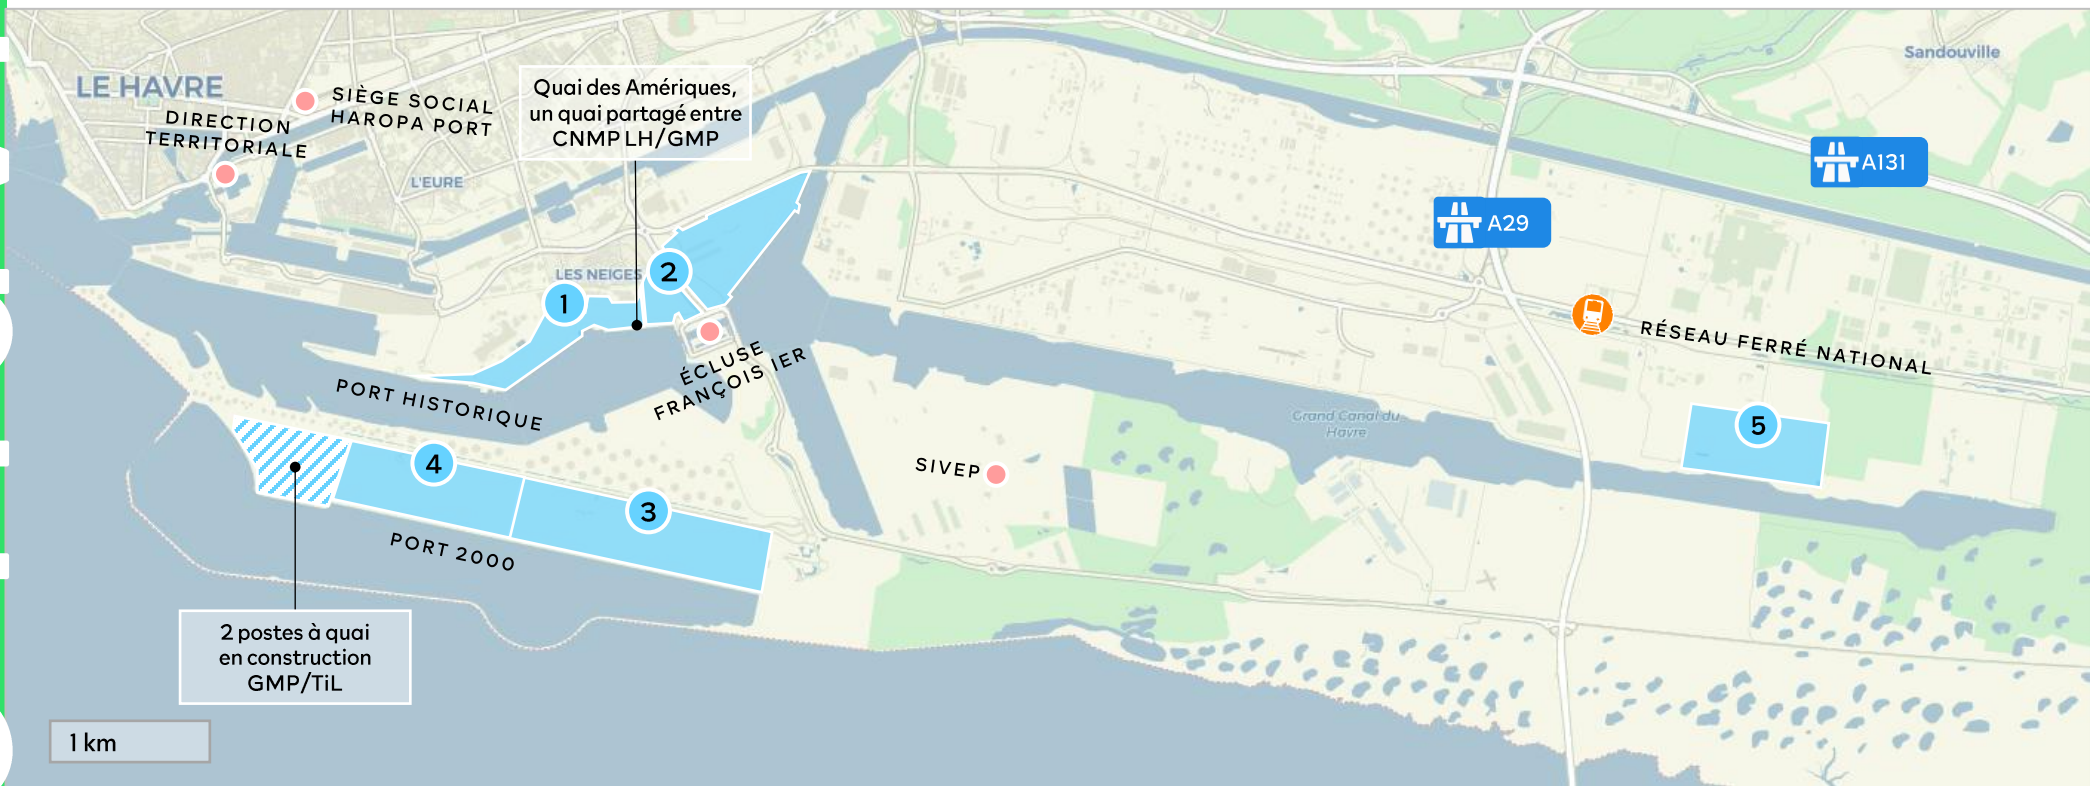 LE HAVRE
SIÈGE SOCIAL
HAROPA PORT
DIRECTION
TERRITORIALE
Quai des Amériques,
un quai partagé entre
CNMP LH/GMP
L'EURE
Sandouville
A131
A29
LES NEIGES
1
2
ÉCLUSE
FRANÇOIS IER
PORT HISTORIQUE
RÉSEAU FERRÉ NATIONAL
Grand Canal du
Havre
5
4
3
SIVEP
PORT 2000
2 postes à quai
en construction
GMP/TiL
1 km